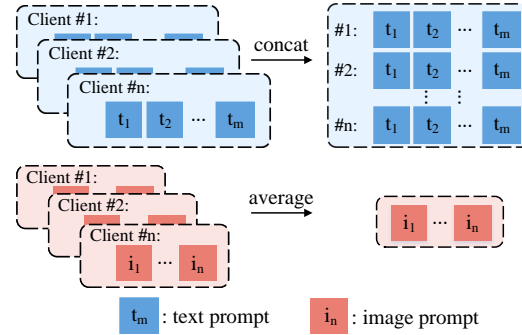 Client #1:
Client #2:
Client #n:
t1 t2 ... tm
concat
#1: t1 t2 ... tm
#2: t1 t2 ... tm
⋮ ⋮
#n: t1 t2 ... tm
Client #1:
Client #2:
Client #n:
i1 ... in
average
i1 ... in
tm : text prompt
in : image prompt